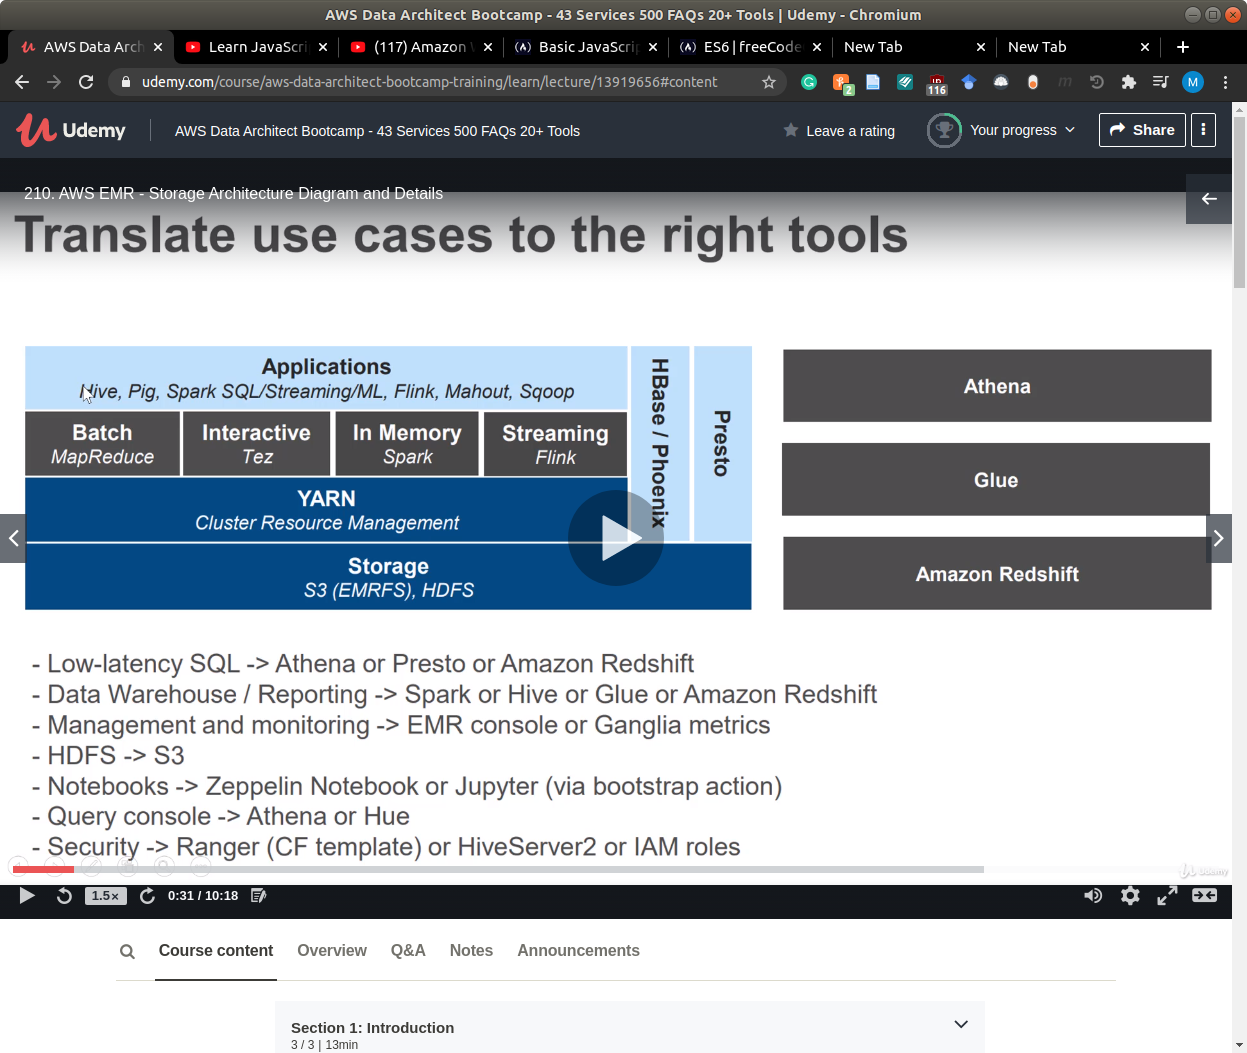 AWS Data Architect Bootcamp - 43 Services 500 FAQs 20+ Tools | Udemy - Chromium
AWS Data Arch
Learn JavaScri
(117) Amazon
Basic JavaScrip
ES6 | freeCode
New Tab
New Tab
udemy.com/course/aws-data-architect-bootcamp-training/learn/lecture/13919656#content
2
116
M
Udemy
AWS Data Architect Bootcamp - 43 Services 500 FAQs 20+ Tools
Leave a rating
Your progress
Share
210. AWS EMR - Storage Architecture Diagram and Details
Translate use cases to the right tools
Applications
Hive, Pig, Spark SQL/Streaming/ML, Flink, Mahout, Sqoop
Batch
MapReduce
Interactive
Tez
In Memory
Spark
Streaming
Flink
HBase / Phoenix
Presto
YARN
Cluster Resource Management
Storage
S3 (EMRFS), HDFS
Athena
Glue
Amazon Redshift
- Low-latency SQL -> Athena or Presto or Amazon Redshift
- Data Warehouse / Reporting -> Spark or Hive or Glue or Amazon Redshift
- Management and monitoring -> EMR console or Ganglia metrics
- HDFS -> S3
- Notebooks -> Zeppelin Notebook or Jupyter (via bootstrap action)
- Query console -> Athena or Hue
- Security -> Ranger (CF template) or HiveServer2 or IAM roles
Udemy
1.5×
0:31 / 10:18
Course content
Overview
Q&A
Notes
Announcements
Section 1: Introduction
3 / 3 | 13min